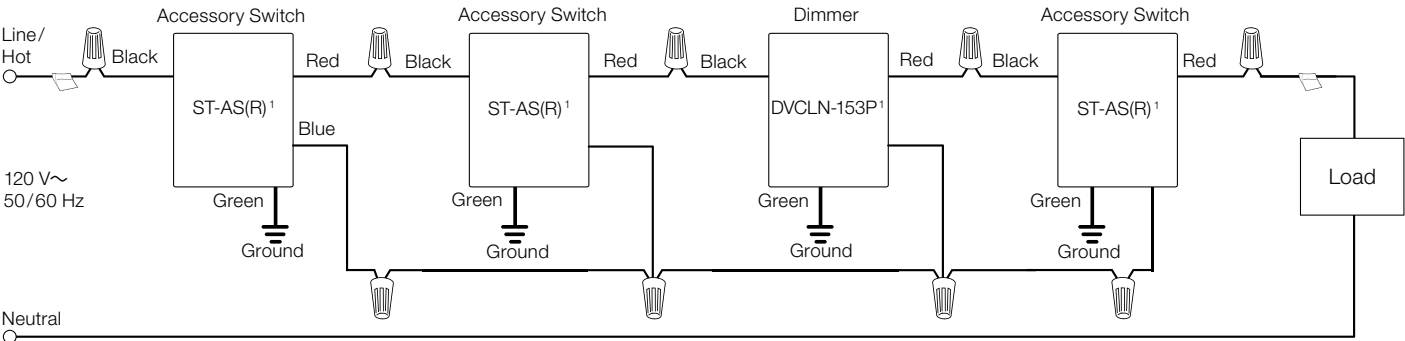 Accessory Switch
Accessory Switch
Dimmer
Accessory Switch
Line/
Hot
Black
Red
Black
Red
Black
Red
Black
Red
ST-AS(R)¹
ST-AS(R)¹
DVCLN-153P¹
ST-AS(R)¹
Blue
120 V～
50/60 Hz
Load
Green
Green
Green
Green
Ground
Ground
Ground
Ground
Neutral